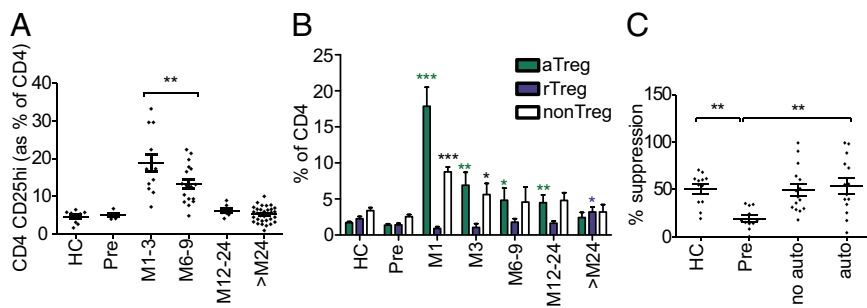 A
CD4 CD25hi (as % of CD4)
40
30
20
10
0
**
HC
Pre
M1-3
M6-9
M12-24
>M24
B
% of CD4
25
20
15
10
5
0
***
***
**
*
*
**
*
aTreg
rTreg
nonTreg
HC
Pre
M1
M3
M6-9
M12-24
>M24
C
% suppression
150
100
50
0
**
**
HC
Pre
no auto
auto